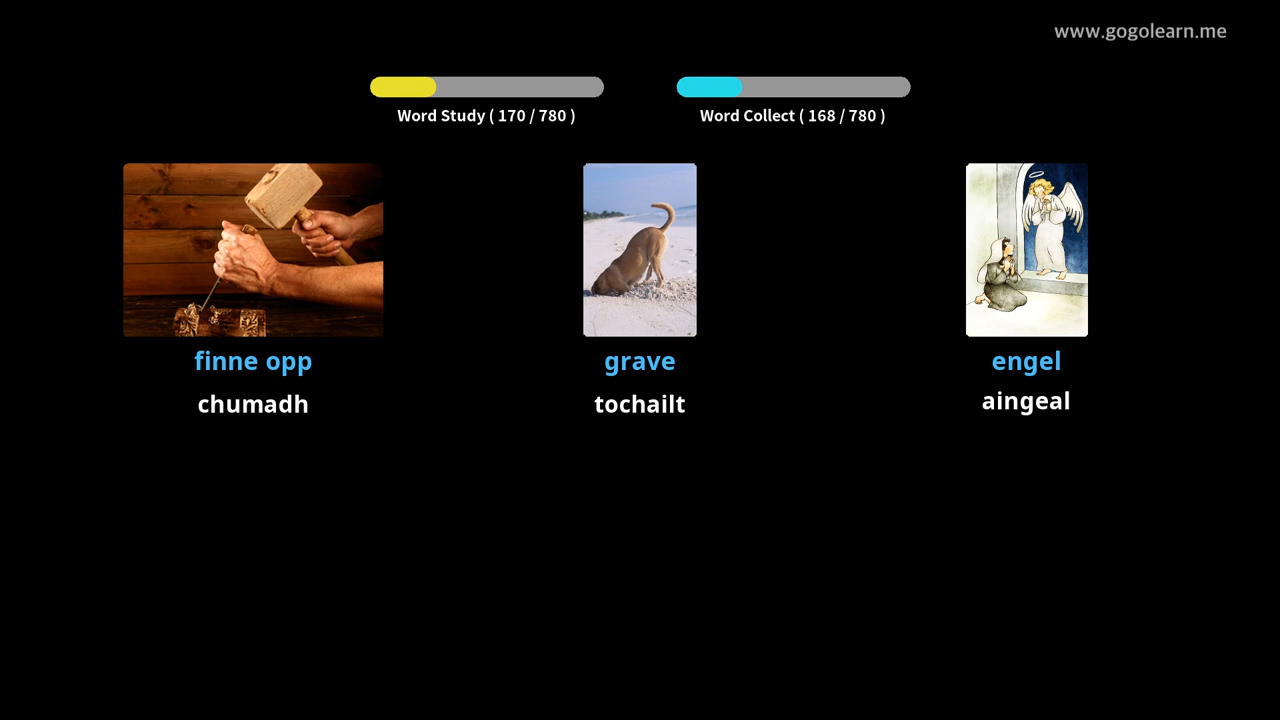 www.gogolearn.me
Word Study ( 170 / 780 )
Word Collect ( 168 / 780 )
finne opp
grave
engel
chumadh
tochailt
aingeal